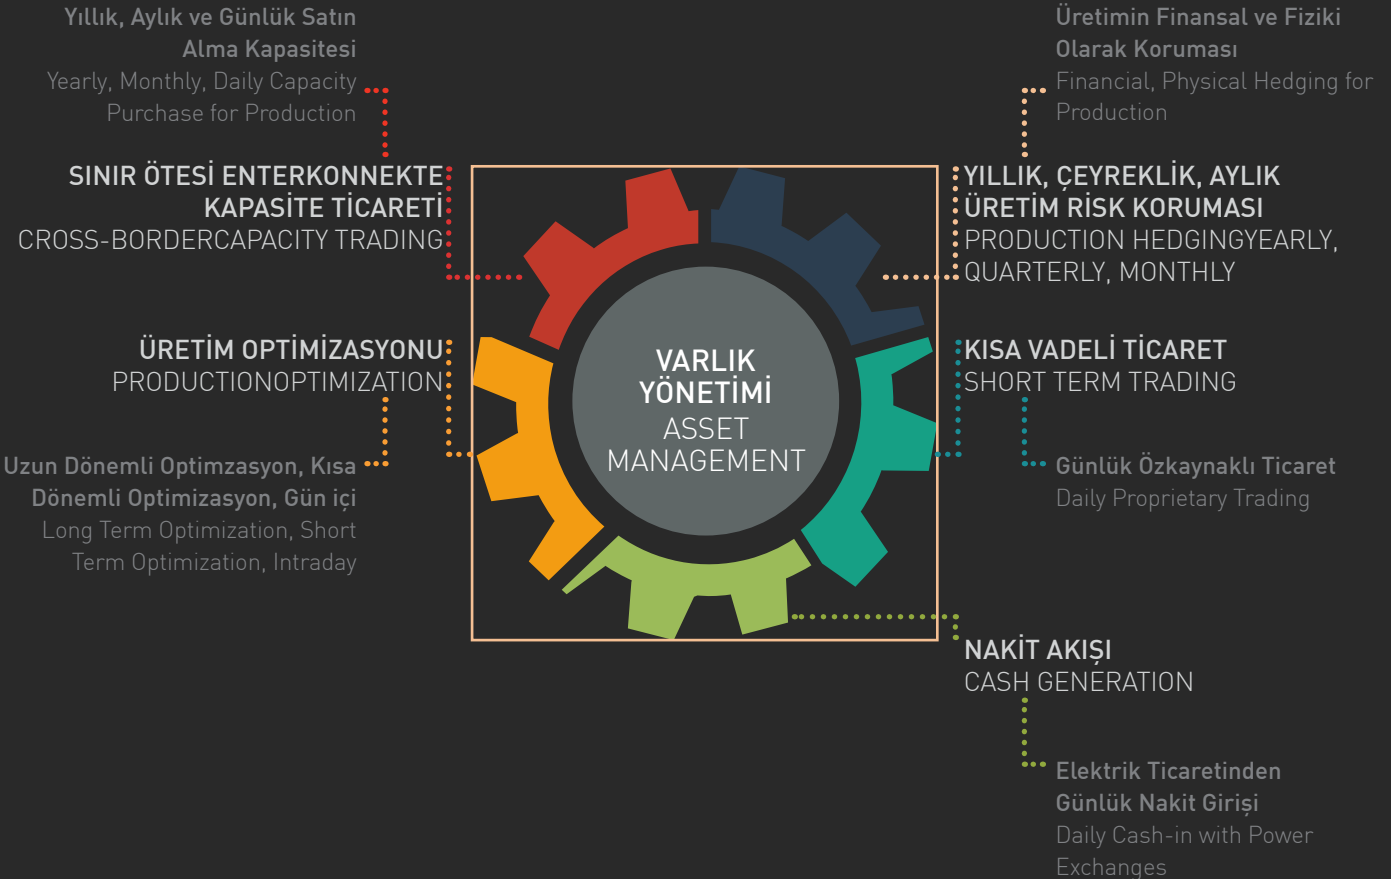 Yıllık, Aylık ve Günlük Satın
Alma Kapasitesi
Yearly, Monthly, Daily Capacity
Purchase for Production
SINIR ÖTESİ ENTERKONNEKTE
KAPASİTE TİCARETİ
CROSS-BORDERCAPACITY TRADING
ÜRETİM OPTİMİZASYONU
PRODUCTIONOPTIMIZATION
Uzun Dönemli Optimzasyon, Kısa
Dönemli Optimizasyon, Gün içi
Long Term Optimization, Short
Term Optimization, Intraday
VARLIK
YÖNETİMİ
ASSET
MANAGEMENT
Üretimin Finansal ve Fiziki
Olarak Koruması
Financial, Physical Hedging for
Production
YILLIK, ÇEYREKLİK, AYLIK
ÜRETİM RİSK KORUMASI
PRODUCTION HEDGINGYEARLY,
QUARTERLY, MONTHLY
KISA VADELİ TİCARET
SHORT TERM TRADING
Günlük Özkaynaklı Ticaret
Daily Proprietary Trading
NAKİT AKIŞI
CASH GENERATION
Elektrik Ticaretinden
Günlük Nakit Girişi
Daily Cash-in with Power
Exchanges